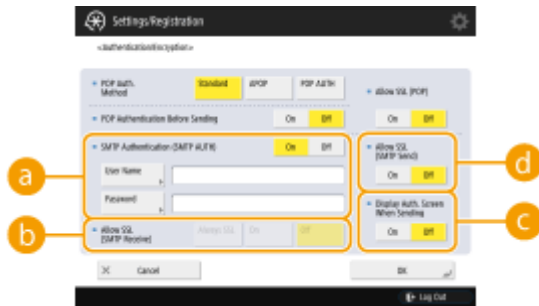 Settings/Registration
<Authentication/Encryption>
POP Auth. Method
Standard APOP POP AUTH
Allow SSL (POP)
On Off
POP Authentication Before Sending
On Off
SMTP Authentication (SMTP AUTH)
On Off
User Name
Password
Allow SSL
(SMTP Send)
On Off
Display Auth. Screen
When Sending
On Off
Allow SSL
(SMTP Receive)
Always SSL On Off
a
b
c
d
Cancel
OK
Log Out